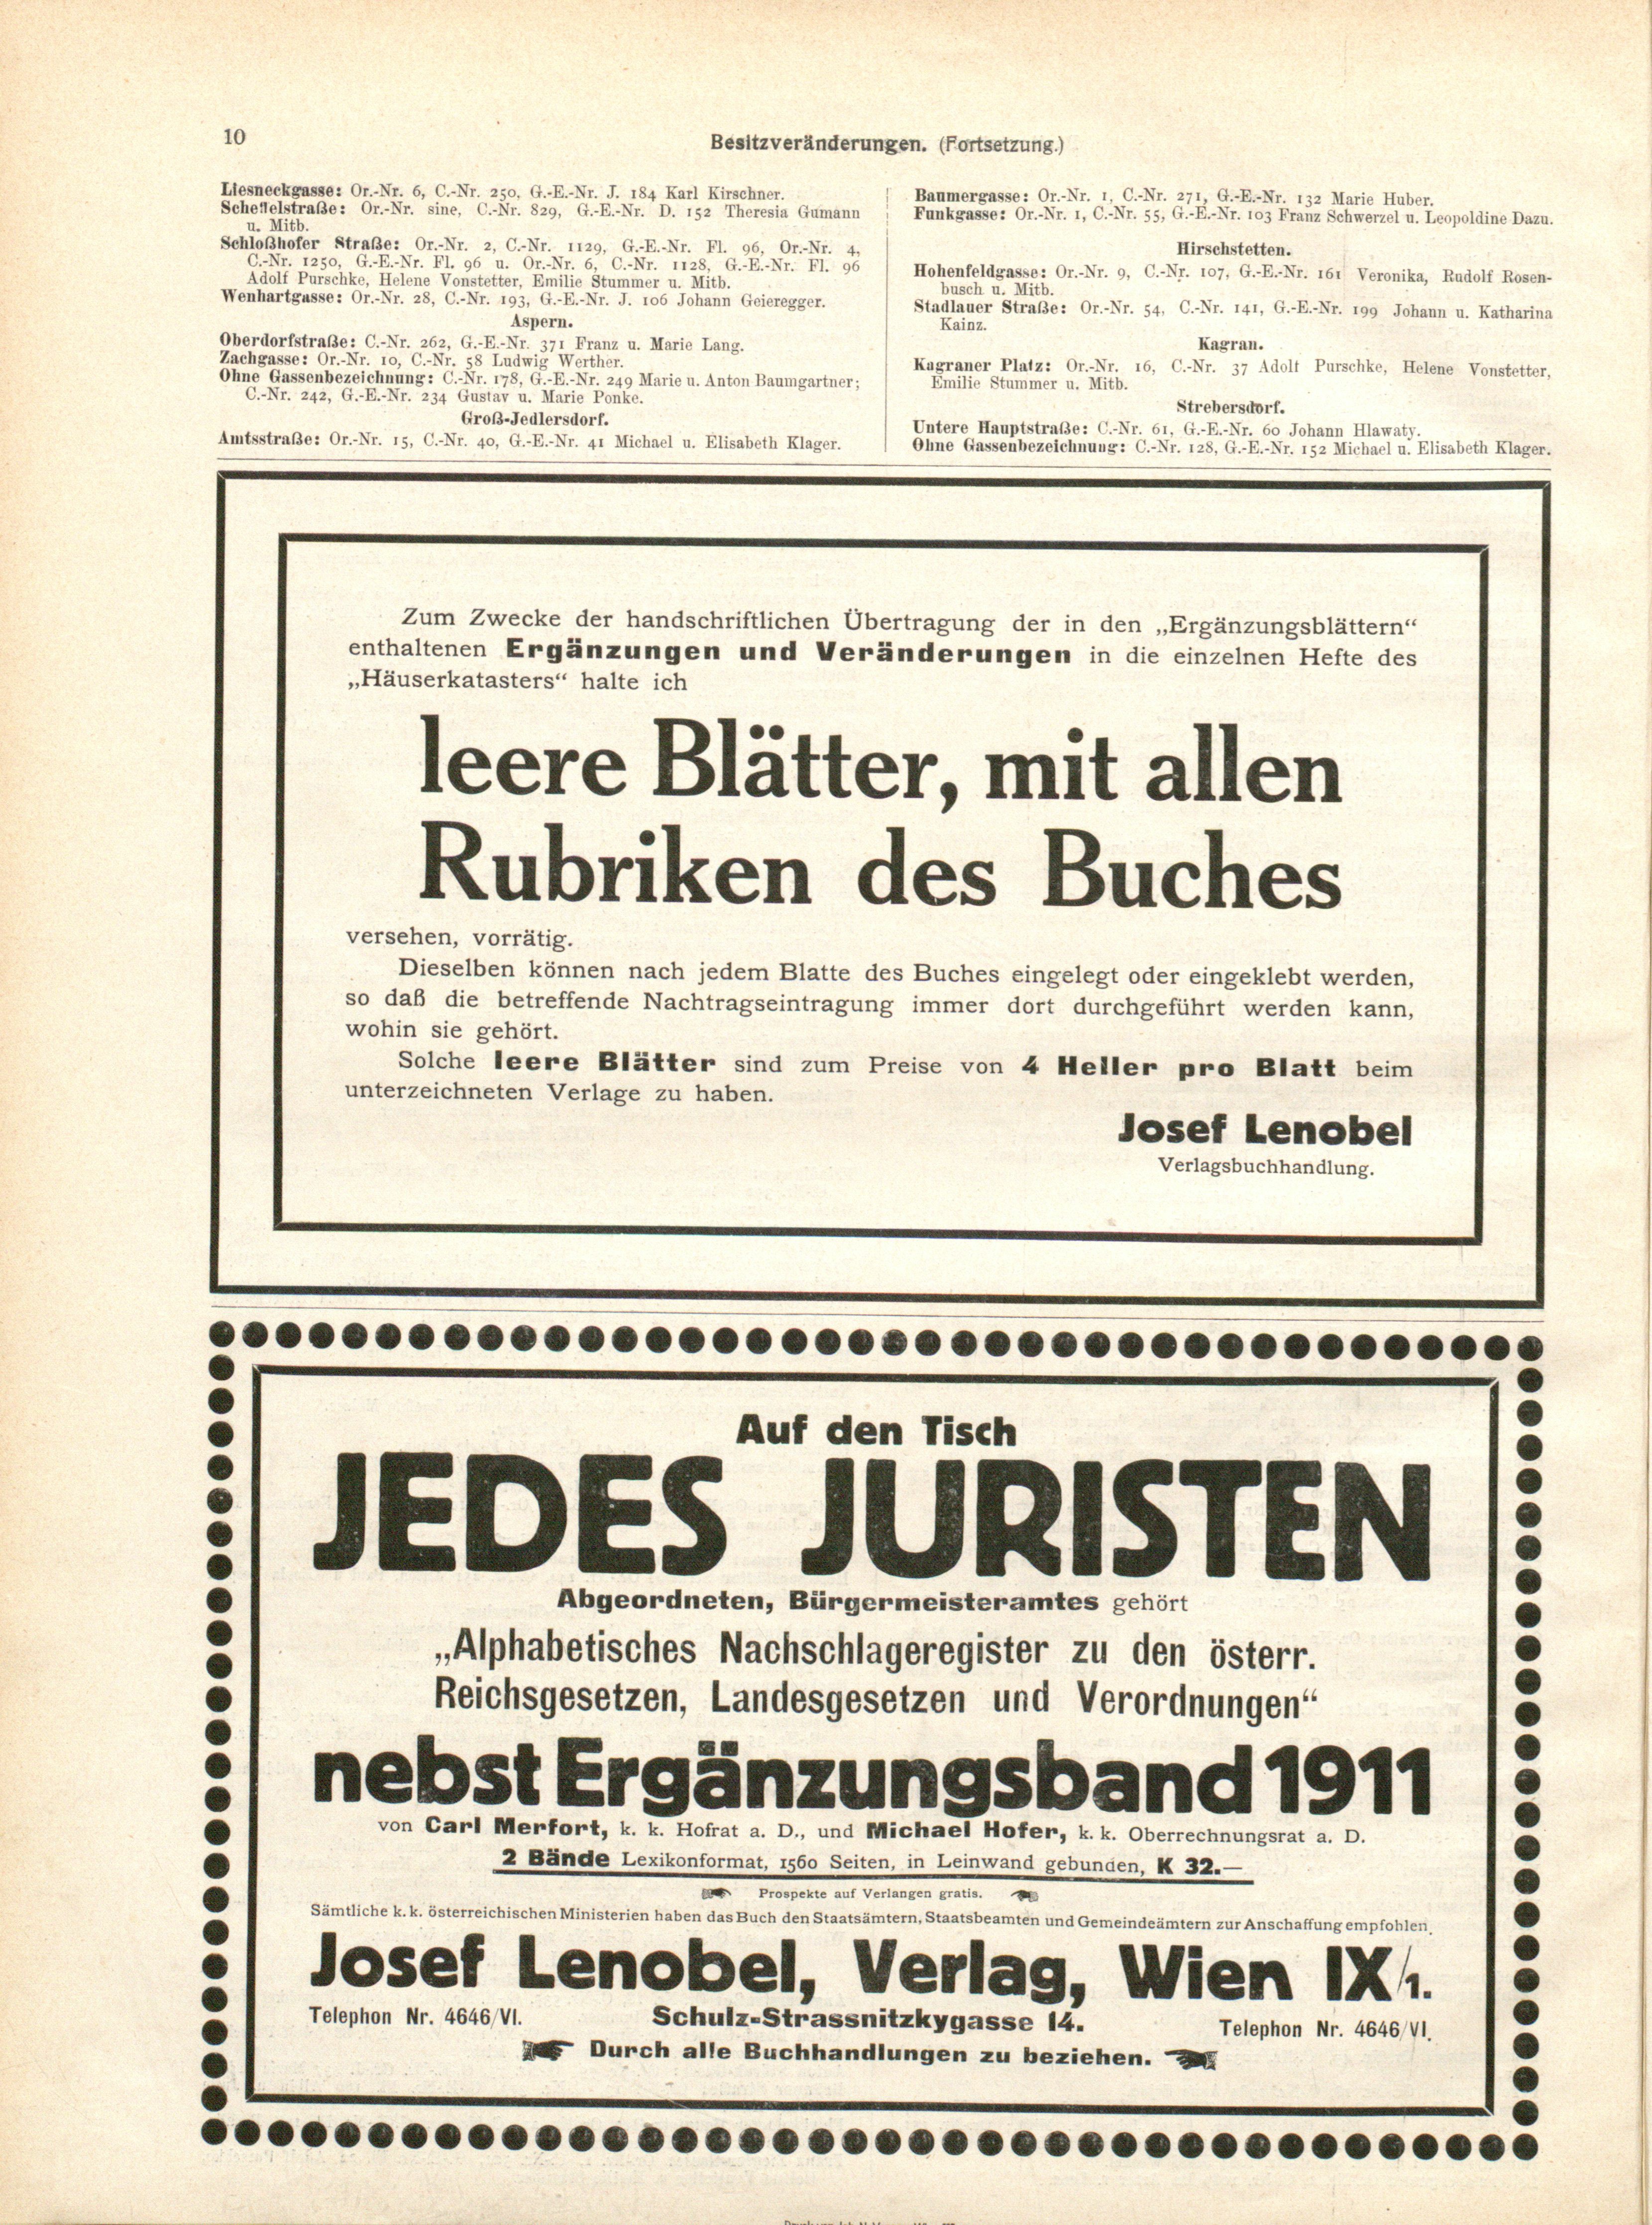 10
Besitzveränderungen. (Fortsetzung.)
Liesneckgasse: Or.-Nr. 6, C.-Nr. 250, G.-E.-Nr. J. 184 Karl Kirschner.
Scheffelstraße: Or.-Nr. sine, C.-Nr. 829, G.-E.-Nr. D. 152 Theresia Gumann
u. Mitb.
Schloßhofer Straße: Or.-Nr. 2, C.-Nr. 1129, G.-E.-Nr. Fl. 96, Or.-Nr. 4,
C.-Nr. 1250, G.-E.-Nr. Fl. 96 u. Or.-Nr. 6, C.-Nr. 1128, G.-E.-Nr. Fl. 96
Adolf Purschke, Helene Vonstetter, Emilie Stummer u. Mitb.
Wenhartgasse: Or.-Nr. 28, C.-Nr. 193, G.-E.-Nr. J. 106 Johann Geieregger.
Aspern.
Oberdorfstraße: C.-Nr. 262, G.-E.-Nr. 371 Franz u. Marie Lang.
Zachgasse: Or.-Nr. 10, C.-Nr. 58 Ludwig Werther.
Ohne Gassenbezeichnung: C.-Nr. 178, G.-E.-Nr. 249 Marie u. Anton Baumgartner;
C.-Nr. 242, G.-E.-Nr. 234 Gustav u. Marie Ponke.
Groß-Jedlersdorf.
Amtsstraße: Or.-Nr. 15, C.-Nr. 40, G.-E.-Nr. 41 Michael u. Elisabeth Klager.
Baumergasse: Or.-Nr. 1, C.-Nr. 271, G.-E.-Nr. 132 Marie Huber.
Funkgasse: Or.-Nr. 1, C.-Nr. 55, G.-E.-Nr. 103 Franz Schwerzel u. Leopoldine Dazu.
Hirschstetten.
Hohenfeldgasse: Or.-Nr. 9, C.-Nr. 107, G.-E.-Nr. 161 Veronika, Rudolf Rosen-
busch u. Mitb.
Stadlauer Straße: Or.-Nr. 54, C.-Nr. 141, G.-E.-Nr. 199 Johann u. Katharina
Kainz.
Kagran.
Kagraner Platz: Or.-Nr. 16, C.-Nr. 37 Adolf Purschke, Helene Vonstetter,
Emilie Stummer u. Mitb.
Strebersdorf.
Untere Hauptstraße: C.-Nr. 61, G.-E.-Nr. 60 Johann Hlawaty.
Ohne Gassenbezeichnung: C.-Nr. 128, G.-E.-Nr. 152 Michael u. Elisabeth Klager.
Zum Zwecke der handschriftlichen Übertragung der in den „Ergänzungsblättern“
enthaltenen Ergänzungen und Veränderungen in die einzelnen Hefte des
„Häuserkatasters“ halte ich
leere Blätter, mit allen
Rubriken des Buches
versehen, vorrätig.
Dieselben können nach jedem Blatte des Buches eingelegt oder eingeklebt werden,
so daß die betreffende Nachtragseintragung immer dort durchgeführt werden kann,
wohin sie gehört.
Solche leere Blätter sind zum Preise von 4 Heller pro Blatt beim
unterzeichneten Verlage zu haben.
Josef Lenobel
Verlagsbuchhandlung.
Auf den Tisch
JEDES JURISTEN
Abgeordneten, Bürgermeisteramtes gehört
„Alphabetisches Nachschlageregister zu den österr.
Reichsgesetzen, Landesgesetzen und Verordnungen“
nebst Ergänzungsband 1911
von Carl Merfort, k. k. Hofrat a. D., und Michael Hofer, k. k. Oberrechnungsrat a. D.
2 Bände Lexikonformat, 1560 Seiten, in Leinwand gebunden, K 32.—
Prospekte auf Verlangen gratis.
Sämtliche k. k. österreichischen Ministerien haben das Buch den Staatsämtern, Staatsbeamten und Gemeindeämtern zur Anschaffung empfohlen.
Josef Lenobel, Verlag, Wien IX/1.
Telephon Nr. 4646/VI. Schulz-Strassnitzkygasse 14. Telephon Nr. 4646/VI.
Durch alle Buchhandlungen zu beziehen.